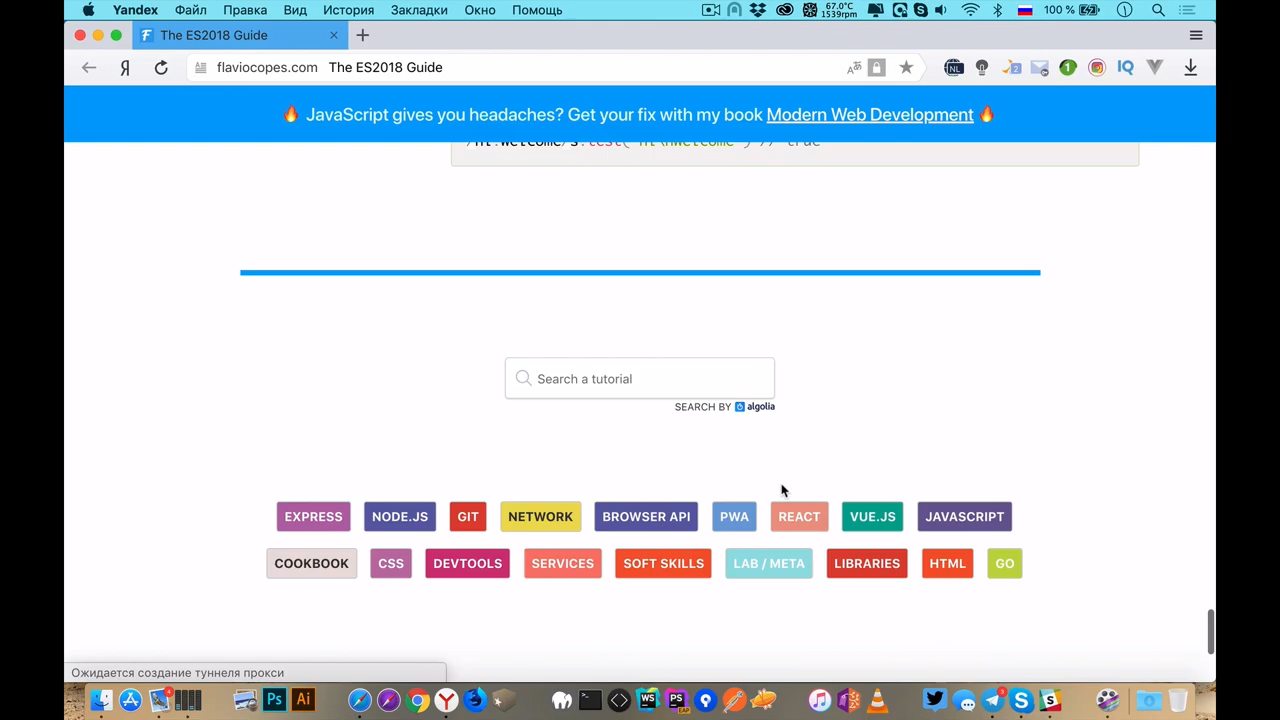 Yandex Файл Правка Вид История Закладки Окно Помощь 67.0°C 1539rpm 100 %
The ES2018 Guide
flaviocopes.com The ES2018 Guide
JavaScript gives you headaches? Get your fix with my book Modern Web Development
Search a tutorial
SEARCH BY algolia
EXPRESS NODE.JS GIT NETWORK BROWSER API PWA REACT VUE.JS JAVASCRIPT
COOKBOOK CSS DEVTOOLS SERVICES SOFT SKILLS LAB / META LIBRARIES HTML GO
Ожидается создание туннеля прокси